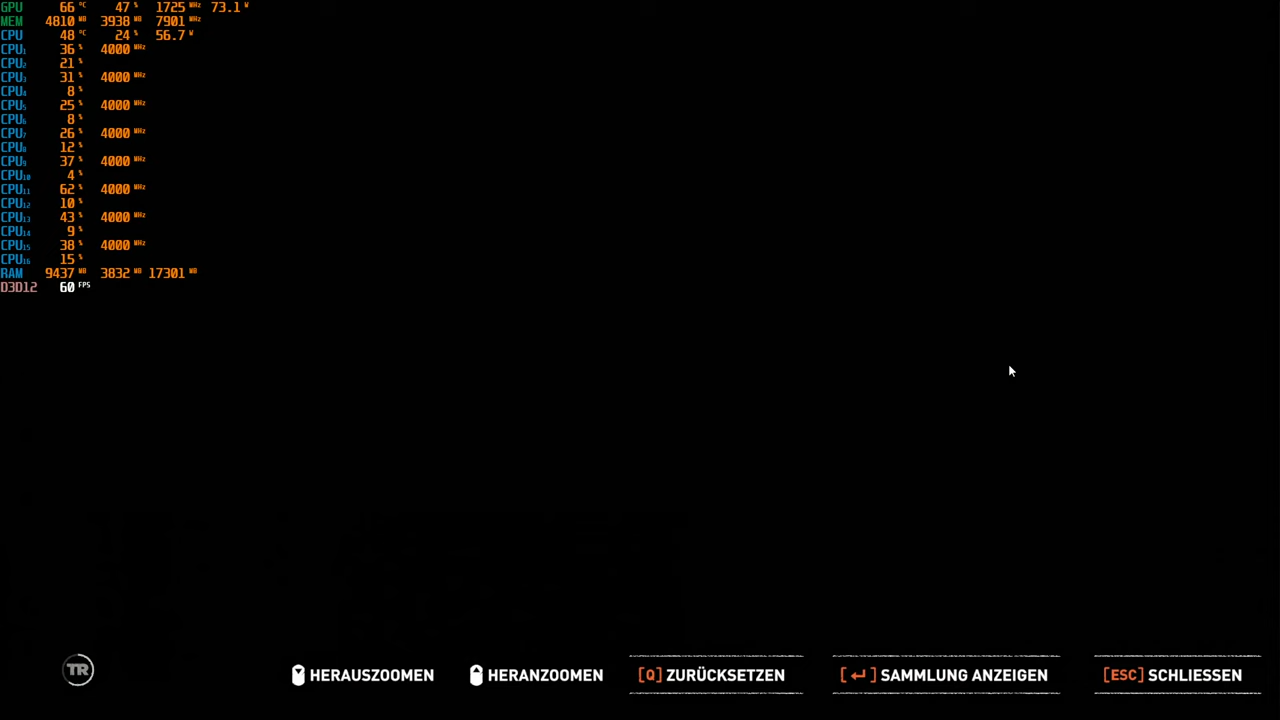 GPU 66 °C 47 % 1725 MHz 73.1 W
MEM 4810 MB 3938 MB 7901 MHz
CPU 48 °C 24 % 56.7 W
CPU1 36 % 4000 MHz
CPU2 21 %
CPU3 31 % 4000 MHz
CPU4 8 %
CPU5 25 % 4000 MHz
CPU6 8 %
CPU7 26 % 4000 MHz
CPU8 12 %
CPU9 37 % 4000 MHz
CPU10 4 %
CPU11 62 % 4000 MHz
CPU12 10 %
CPU13 43 % 4000 MHz
CPU14 9 %
CPU15 38 % 4000 MHz
CPU16 15 %
RAM 9437 MB 3832 MB 17301 MB
D3D12 60 FPS
TR HERAUSZOOMEN HERANZOOMEN [Q] ZURÜCKSETZEN [↵] SAMMLUNG ANZEIGEN [ESC] SCHLIESSEN